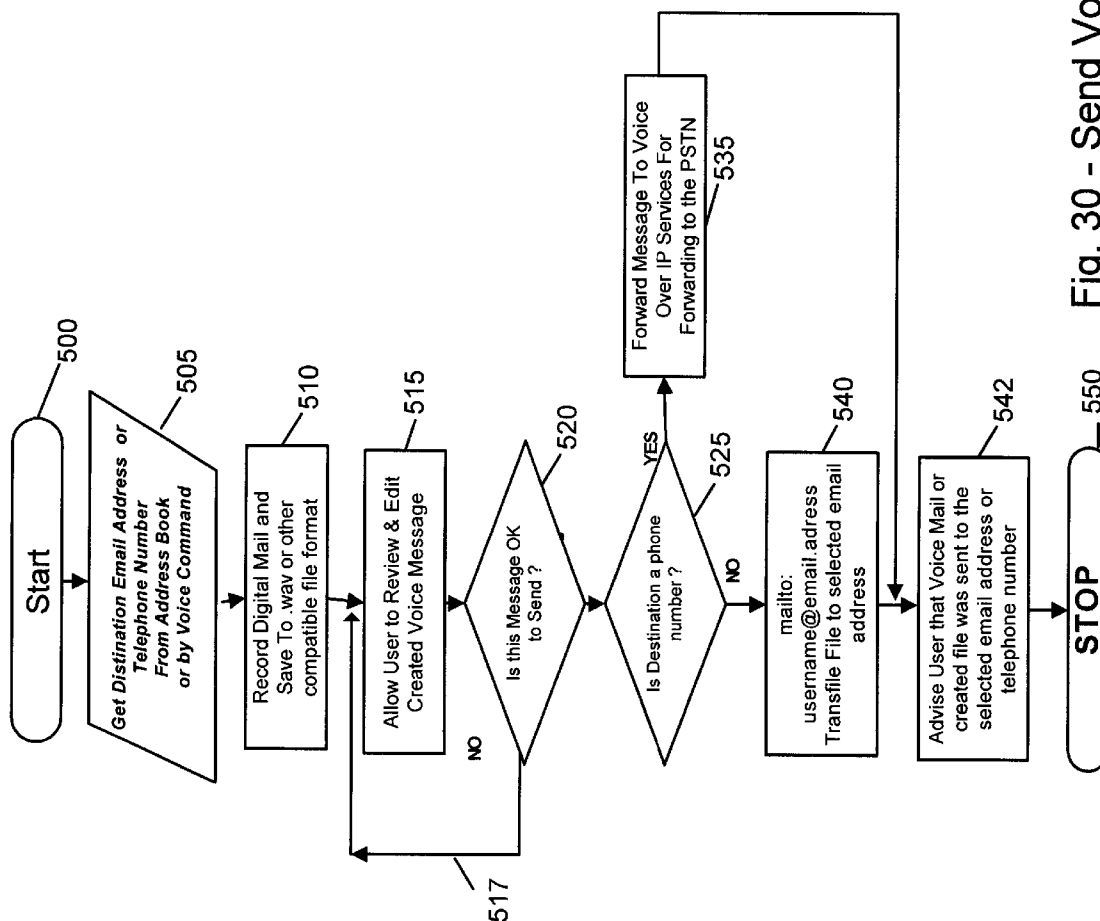 Start
500
Get Distination Email Address or
Telephone Number
From Address Book
or by Voice Command
505
Record Digital Mail and
Save To .wav or other
compatible file format
510
Allow User to Review & Edit
Created Voice Message
515
NO
517
Is this Message OK
to Send ?
520
Is Destination a phone
number ?
525
YES
NO
Forward Message To Voice
Over IP Services For
Forwarding to the PSTN
535
mailto:
username@email.adress
Transfile File to selected email
address
540
Advise User that Voice Mail or
created file was sent to the
selected email address or
telephone number
542
STOP
550
Fig. 30 - Send Vo